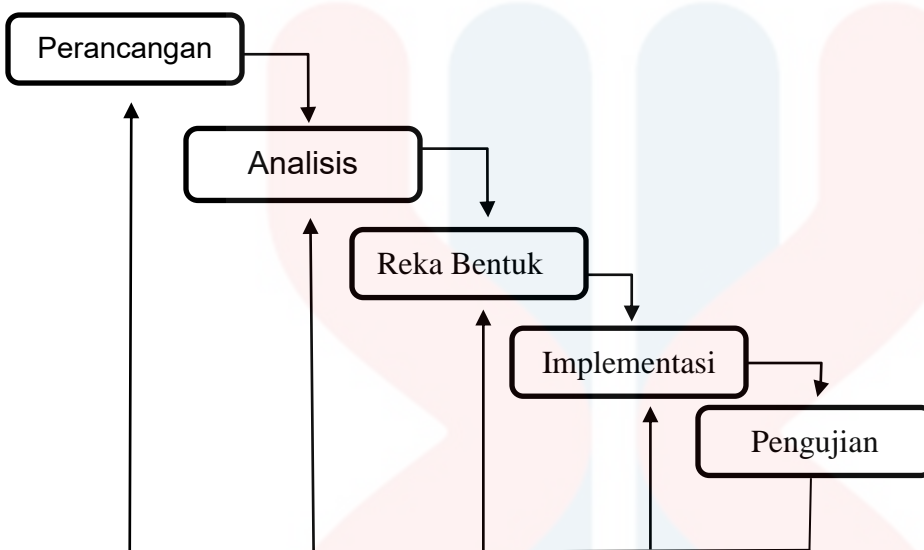 Perancangan
Analisis
Reka Bentuk
Implementasi
Pengujian